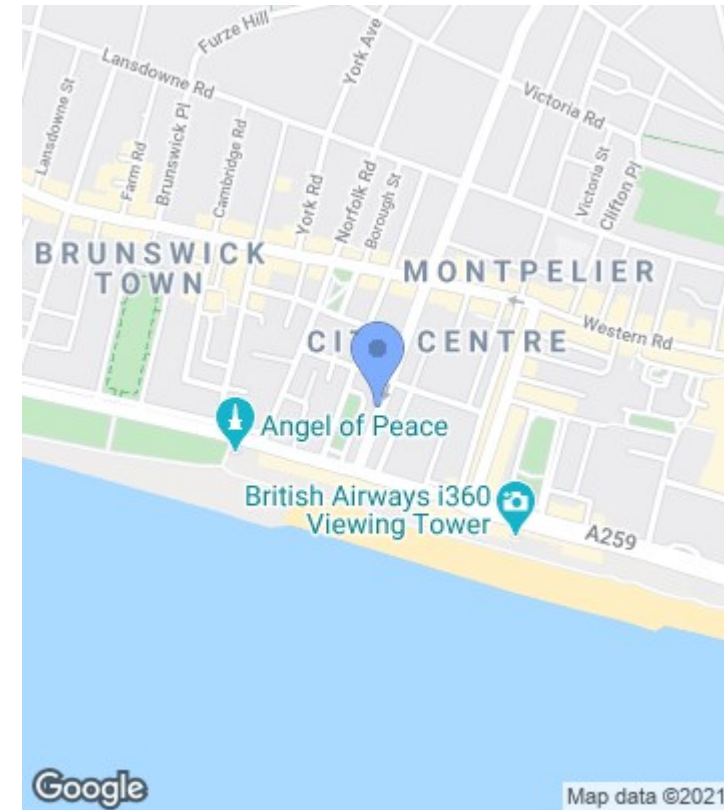 Furze Hill
York Ave
Lansdowne Rd
Lansdowne St
Farm Rd
Brunswick Pl
Cambridge Rd
York Rd
Norfolk Rd
Borough St
Victoria Rd
Victoria St
Clifton Pl
BRUNSWICK
TOWN
MONTPELIER
Western Rd
CENTRE
Angel of Peace
British Airways i360
Viewing Tower
A259
Google
Map data ©2021